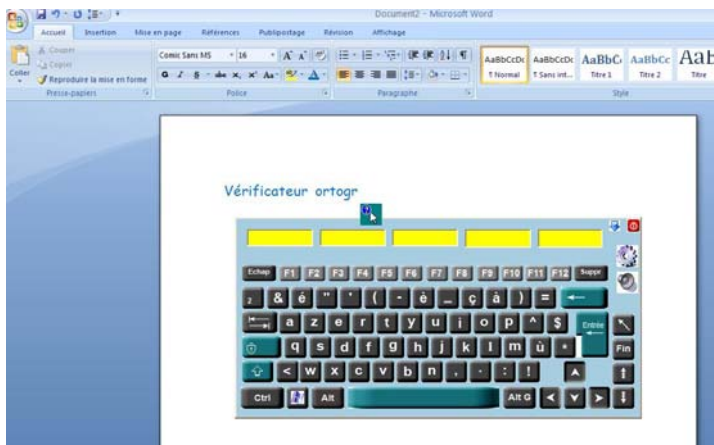 Document2 - Microsoft Word
Accueil Insertion Mise en page Références Publipostage Révision Affichage
Couper Comic Sans MS 16 A A
Copier
Coller Reproduire la mise en forme G I S abc x, x² Aa A
AaBbCcDc AaBbCcDc AaBbC AaBbCc AaB
¶ Normal ¶ Sans int... Titre 1 Titre 2 Titre
Presse-papiers Police Paragraphe Style
Vérificateur ortogr
Echap F1 F2 F3 F4 F5 F6 F7 F8 F9 F10 F11 F12 Suppr
2 & é " ' ( - è _ ç à ) =
a z e r t y u i o p ^ $ Entrée
q s d f g h j k l m ù * Fin
< w x c v b n , . : !
Ctrl Alt Alt G